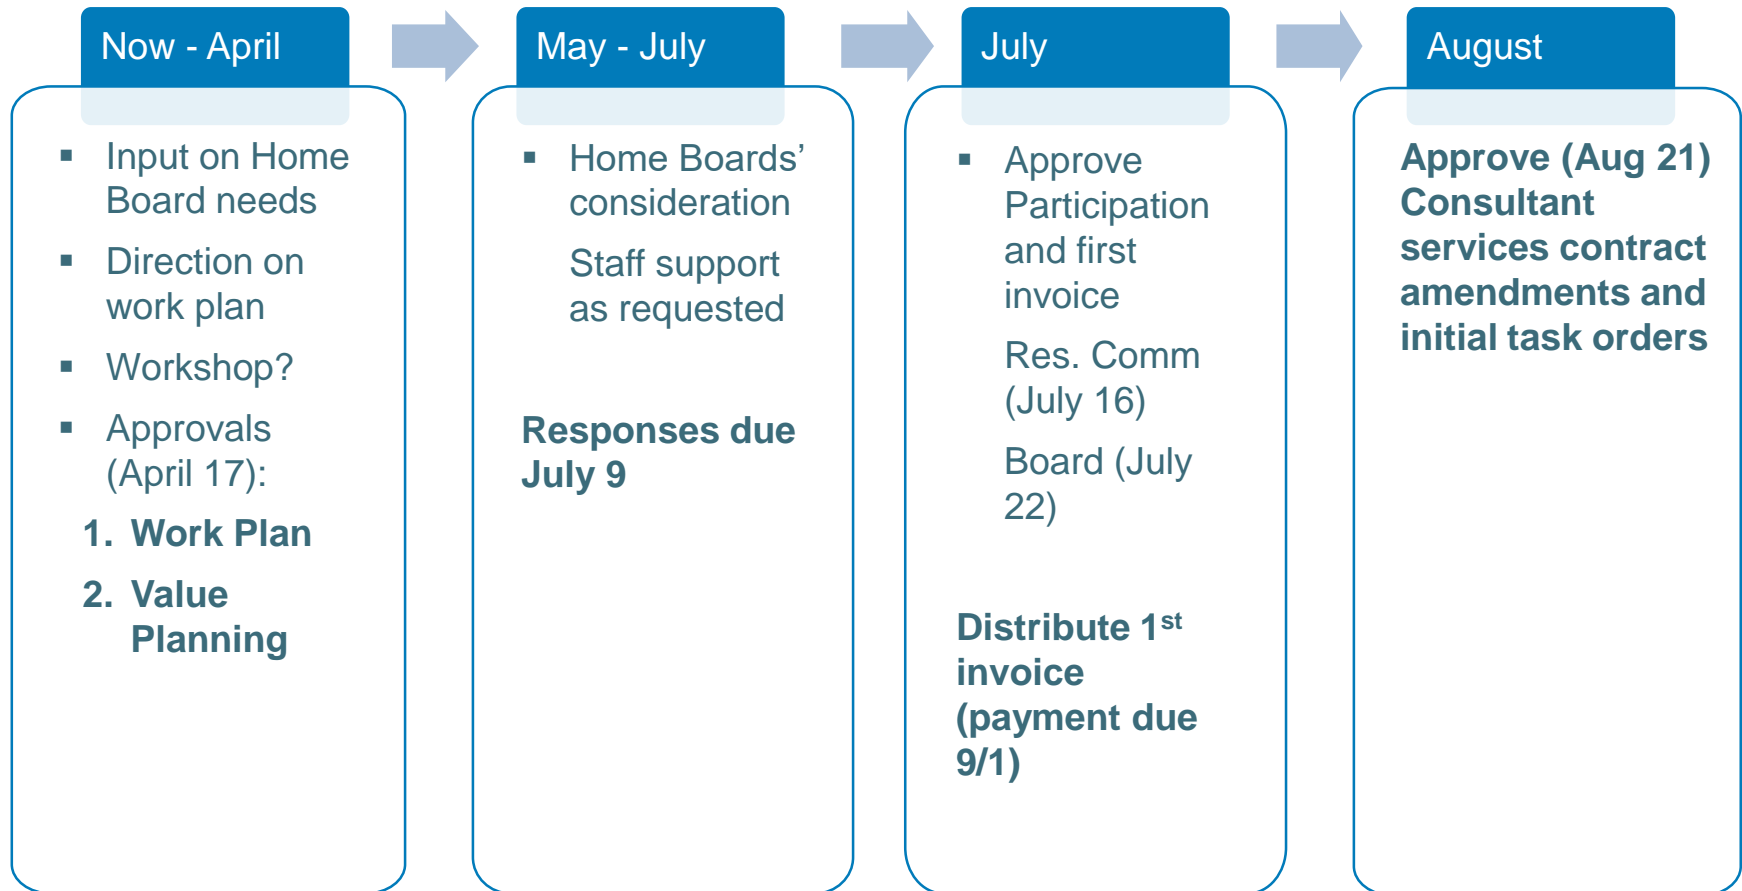 Now - April
▪ Input on Home
Board needs
▪ Direction on
work plan
▪ Workshop?
▪ Approvals
(April 17):
1. Work Plan
2. Value
Planning
May - July
▪ Home Boards’
consideration
Staff support
as requested
Responses due
July 9
July
▪ Approve
Participation
and first
invoice
Res. Comm
(July 16)
Board (July
22)
Distribute 1st
invoice
(payment due
9/1)
August
Approve (Aug 21)
Consultant
services contract
amendments and
initial task orders